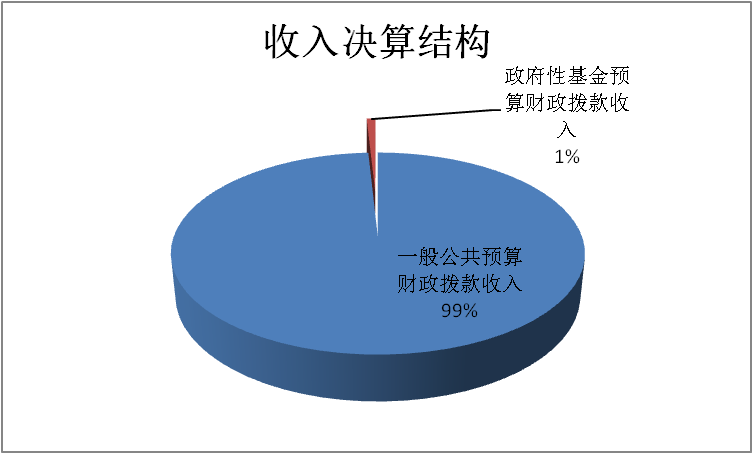 收入决算结构
政府性基金预
算财政拨款收
入
1%
一般公共预算
财政拨款收入
99%